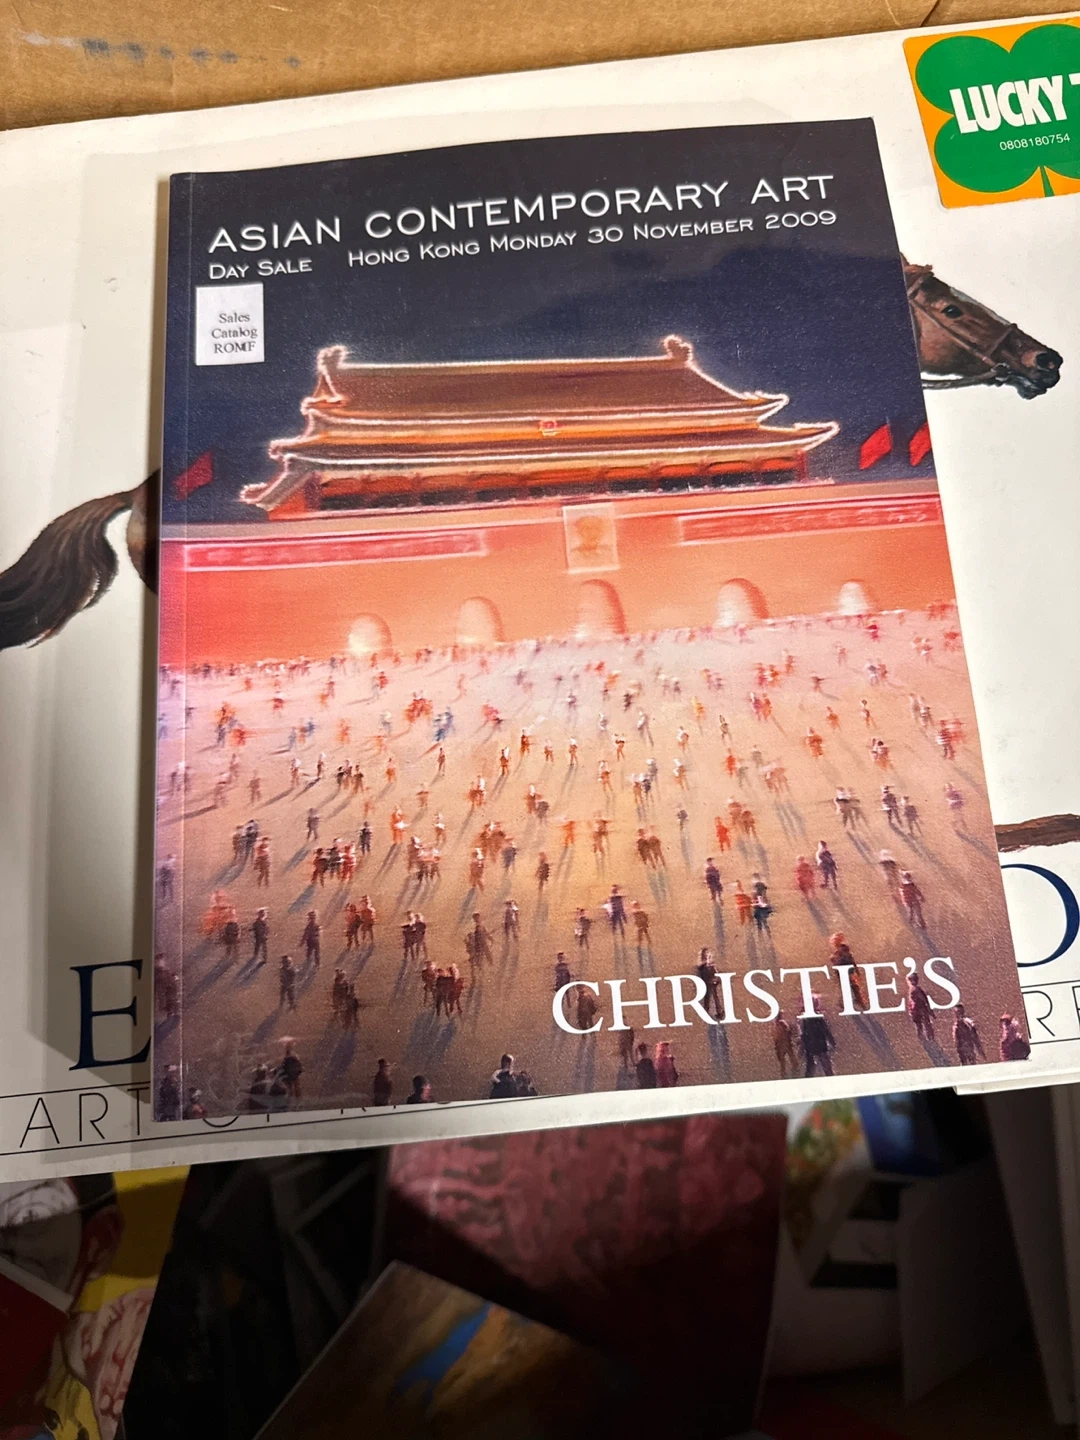 LUCKY
0808180754
ASIAN CONTEMPORARY ART
DAY SALE HONG KONG MONDAY 30 NOVEMBER 2009
Sales
Catalog
ROMF
CHRISTIE'S
E
ART